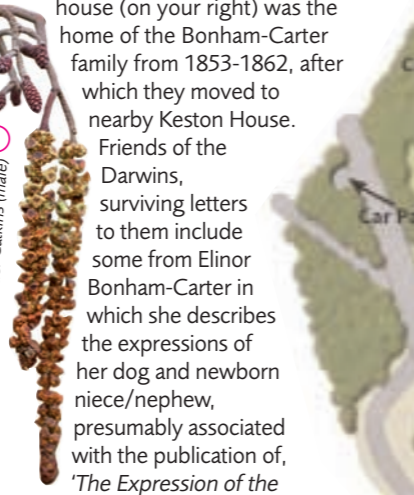 house (on your right) was the
home of the Bonham-Carter
family from 1853-1862, after
which they moved to
nearby Keston House.
Friends of the
Darwins,
surviving letters
to them include
some from Elinor
Bonham-Carter in
which she describes
the expressions of
her dog and newborn
niece/nephew,
presumably associated
with the publication of,
'The Expression of the
(male)
Car Pa